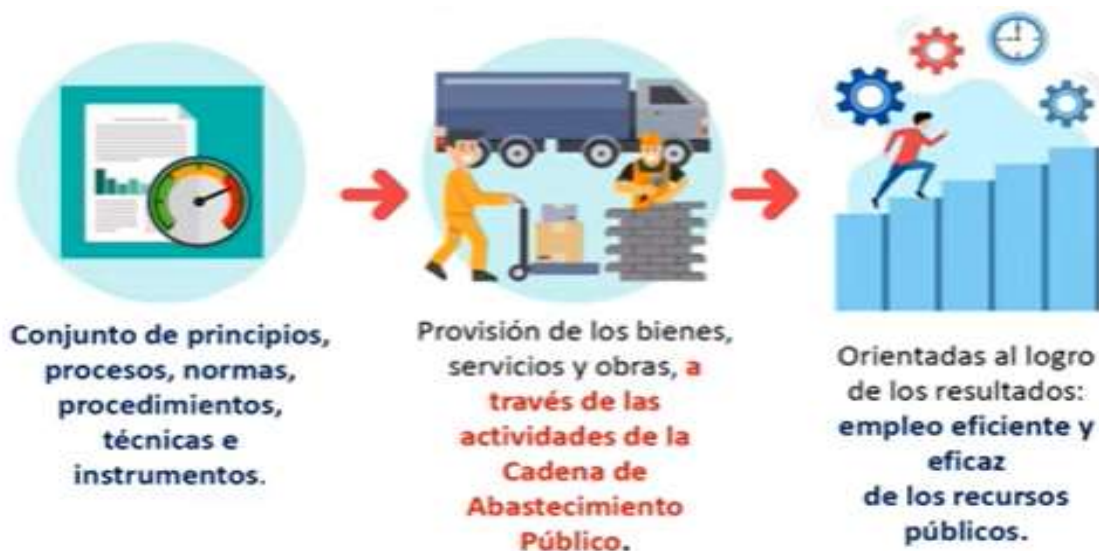 Conjunto de principios,
procesos, normas,
procedimientos,
técnicas e
instrumentos.
Provisión de los bienes,
servicios y obras, a
través de las
actividades de la
Cadena de
Abastecimiento
Público.
Orientadas al logro
de los resultados:
empleo eficiente y
eficaz
de los recursos
públicos.